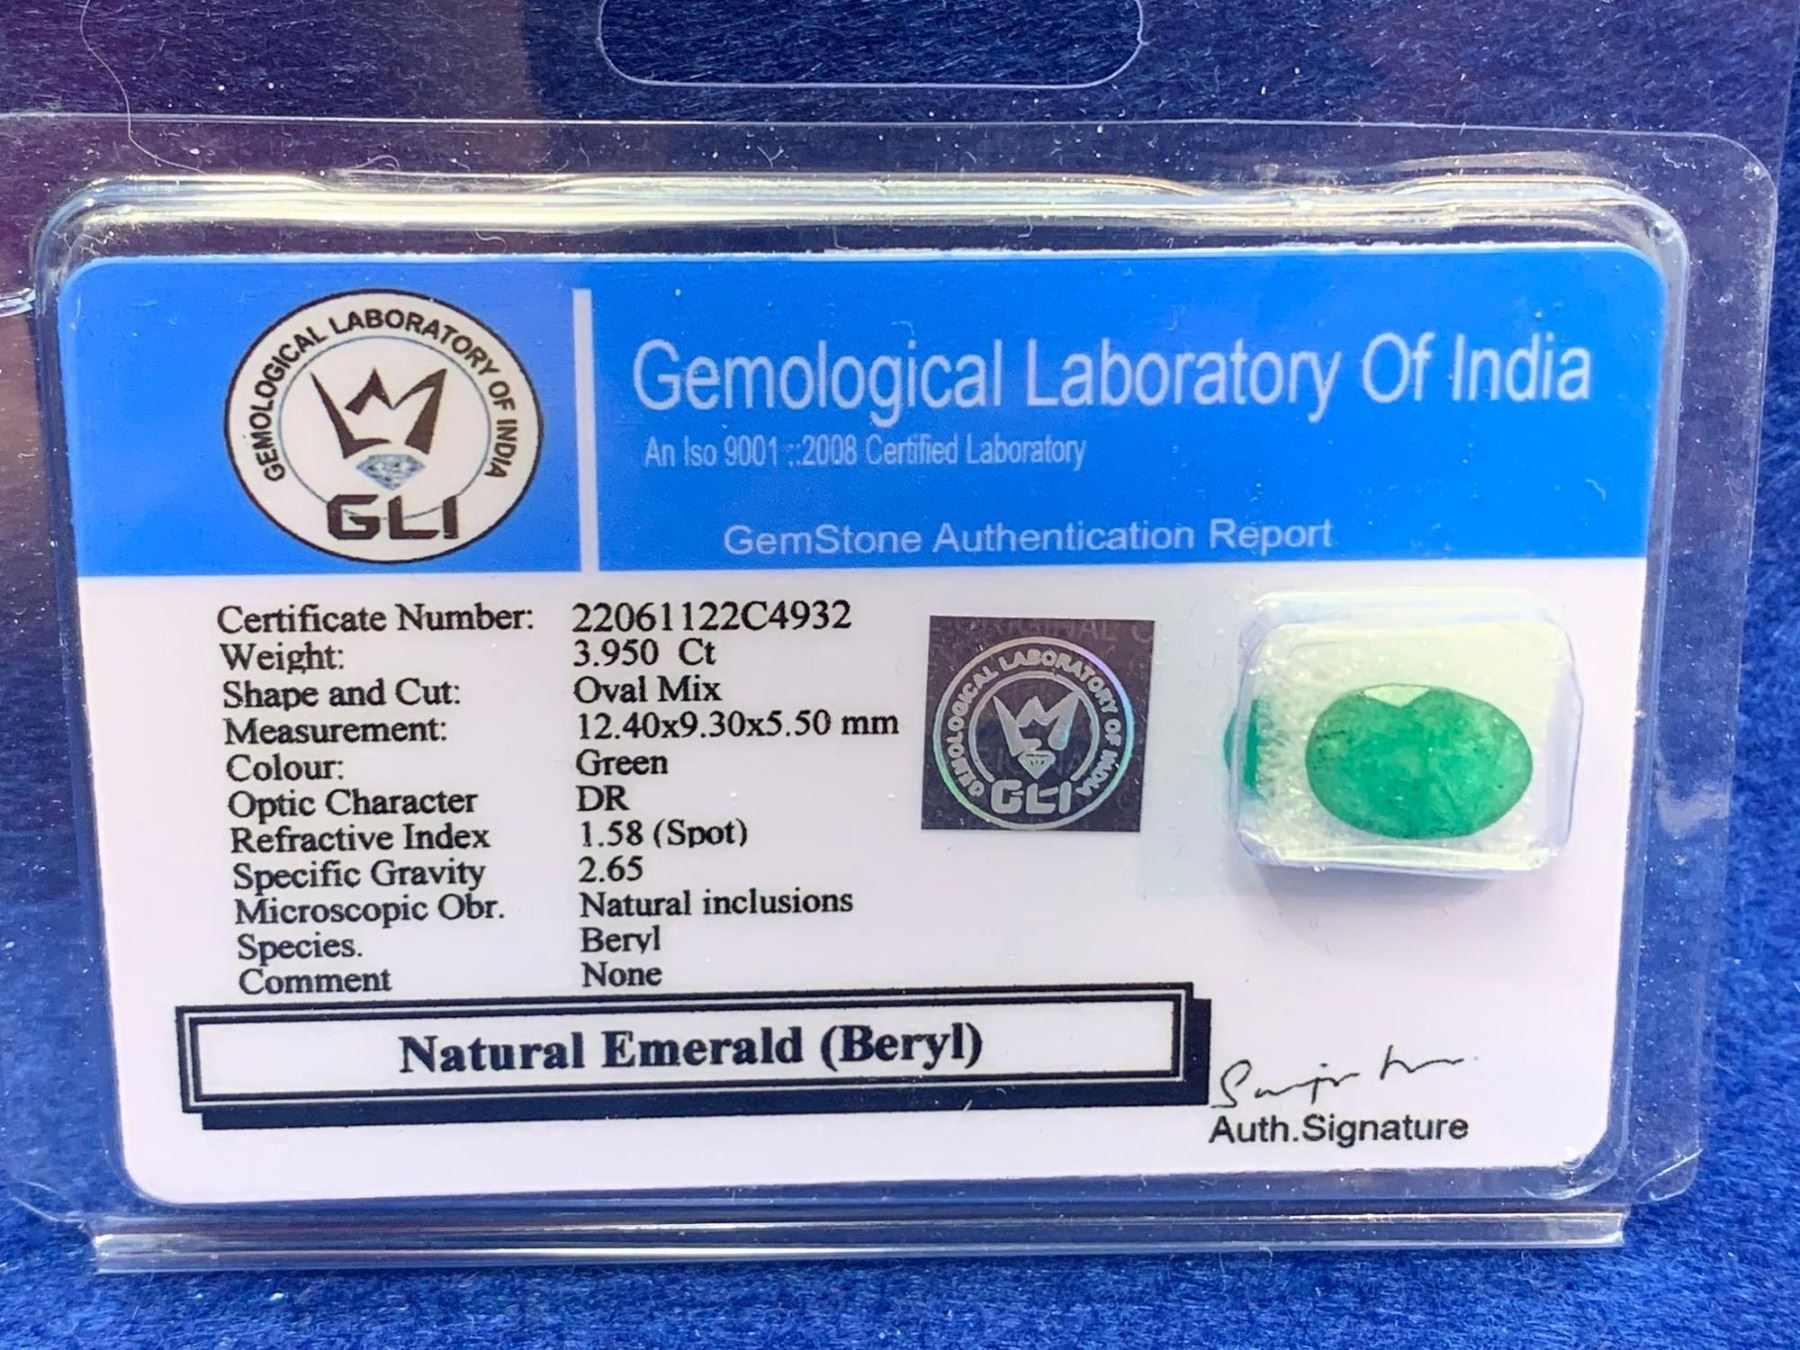 GEMOLOGICAL LABORATORY OF INDIA
GLI
Gemological Laboratory Of India
An Iso 9001 ::2008 Certified Laboratory
GemStone Authentication Report
Certificate Number: 22061122C4932
Weight: 3.950 Ct
Shape and Cut: Oval Mix
Measurement: 12.40x9.30x5.50 mm
Colour: Green
Optic Character DR
Refractive Index 1.58 (Spot)
Specific Gravity 2.65
Microscopic Obr. Natural inclusions
Species. Beryl
Comment None
GEMOLOGICAL LABORATORY OF INDIA
GLI
Natural Emerald (Beryl)
Auth.Signature